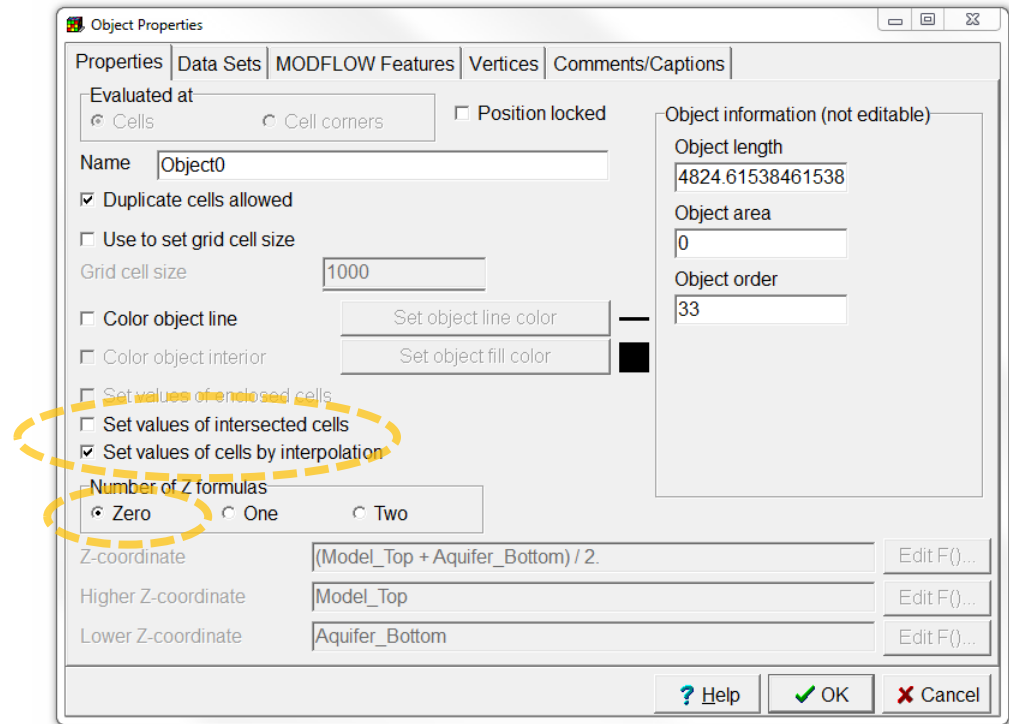 Object Properties
Properties Data Sets MODFLOW Features Vertices Comments/Captions
Evaluated at
Cells Cell corners
Position locked
Name Object0
Duplicate cells allowed
Use to set grid cell size
Grid cell size 1000
Color object line Set object line color
Color object interior Set object fill color
Set values of enclosed cells
Set values of intersected cells
Set values of cells by interpolation
Number of Z formulas
Zero One Two
Object information (not editable)
Object length
4824.61538461538
Object area
0
Object order
33
Z-coordinate (Model_Top + Aquifer_Bottom) / 2. Edit F()...
Higher Z-coordinate Model_Top Edit F()...
Lower Z-coordinate Aquifer_Bottom Edit F()...
? Help OK Cancel